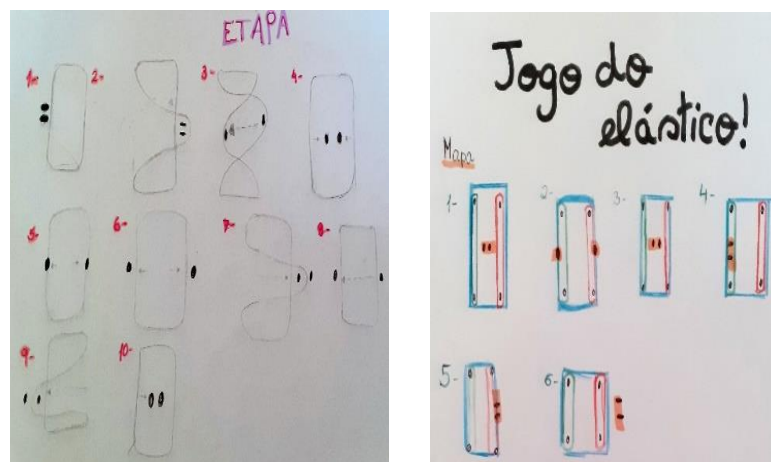 ETAPA
1- 2- 3- 4-
5- 6- 7- 8-
9- 10-
Jogo do
elástico!
Mapa
1- 2- 3- 4-
5- 6-